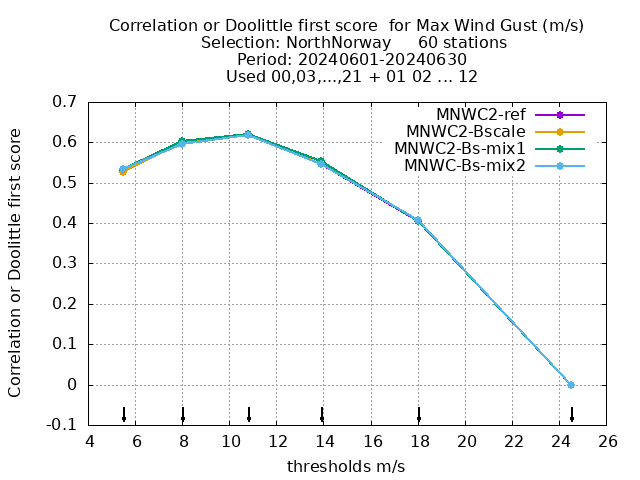 Correlation or Doolittle first score  for Max Wind Gust (m/s)
Selection: NorthNorway     60 stations
Period: 20240601-20240630
Used 00,03,...,21 + 01 02 ... 12
Correlation or Doolittle first score
0.7
0.6
0.5
0.4
0.3
0.2
0.1
0
-0.1
MNWC2-ref
MNWC2-Bscale
MNWC2-Bs-mix1
MNWC-Bs-mix2
4 6 8 10 12 14 16 18 20 22 24 26
thresholds m/s